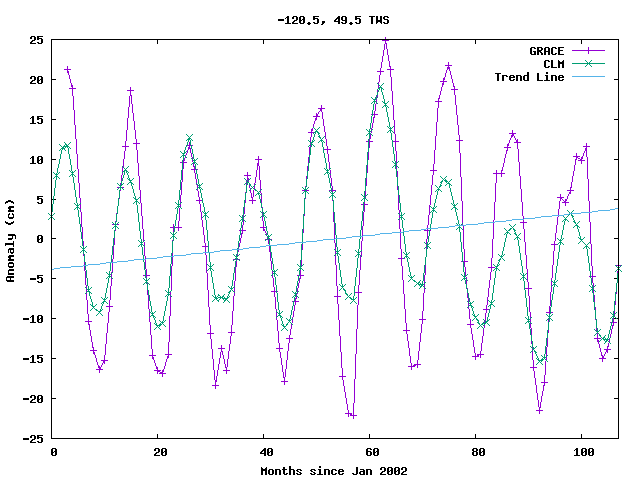 -120.5, 49.5 TWS
GRACE
CLM
Trend Line
25
20
15
10
5
0
-5
-10
-15
-20
-25
Anomaly (cm)
0 20 40 60 80 100
Months since Jan 2002